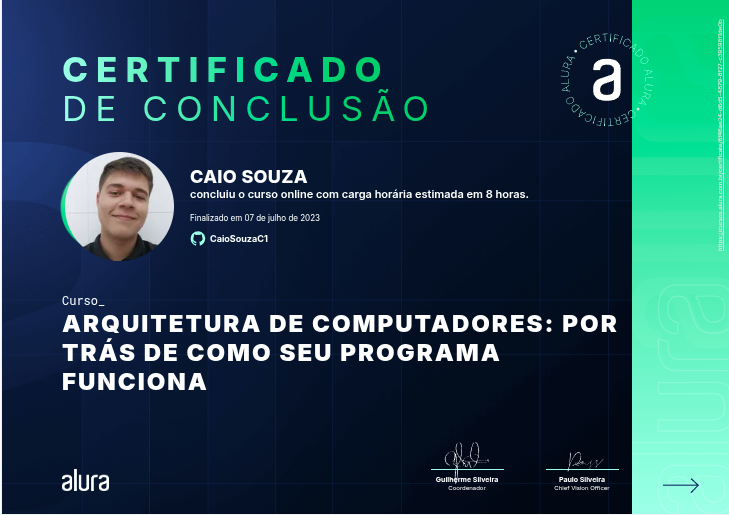 CERTIFICADO
DE CONCLUSÃO
CERTIFICADO ALURA • CERTIFICADO ALURA •
a
CAIO SOUZA
concluiu o curso online com carga horária estimada em 8 horas.
Finalizado em 07 de julho de 2023
CaioSouzaC1
Curso_
ARQUITETURA DE COMPUTADORES: POR
TRÁS DE COMO SEU PROGRAMA
FUNCIONA
alura
Guilherme Silveira
Coordenador
Paulo Silveira
Chief Vision Officer
alura